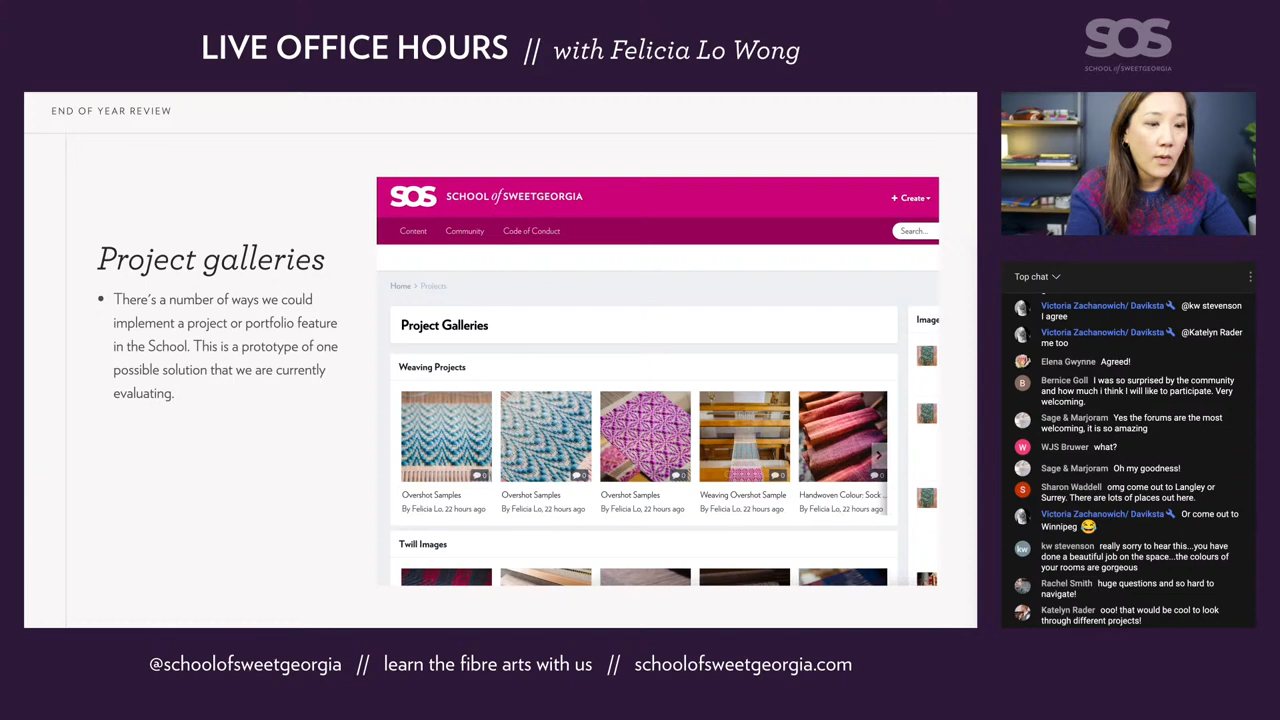 LIVE OFFICE HOURS // with Felicia Lo Wong
SOS
SCHOOL of SWEETGEORGIA
END OF YEAR REVIEW
Project galleries
• There's a number of ways we could
implement a project or portfolio feature
in the School. This is a prototype of one
possible solution that we are currently
evaluating.
SOS SCHOOL of SWEETGEORGIA
+ Create
Content Community Code of Conduct
Search...
Home > Projects
Project Galleries
Image
Weaving Projects
0 0 0 0 0
Overshot Samples Overshot Samples Overshot Samples Weaving Overshot Sample Handwoven Colour: Sock ...
By Felicia Lo, 22 hours ago By Felicia Lo, 22 hours ago By Felicia Lo, 22 hours ago By Felicia Lo, 22 hours ago By Felicia Lo, 22 hours ago
Twill Images
Top chat
Victoria Zachanowich/ Daviksta @kw stevenson
I agree
Victoria Zachanowich/ Daviksta @Katelyn Rader
me too
Elena Gwynne Agreed!
B
Bernice Goll I was so surprised by the community
and how much i think I will like to participate. Very
welcoming.
Sage & Marjoram Yes the forums are the most
welcoming, it is so amazing
W
WJS Bruwer what?
Sage & Marjoram Oh my goodness!
S
Sharon Waddell omg come out to Langley or
Surrey. There are lots of places out here.
Victoria Zachanowich/ Daviksta Or come out to
Winnipeg 😂
kw
kw stevenson really sorry to hear this...you have
done a beautiful job on the space...the colours of
your rooms are gorgeous
Rachel Smith huge questions and so hard to
navigate!
Katelyn Rader ooo! that would be cool to look
through different projects!
@schoolofsweetgeorgia // learn the fibre arts with us // schoolofsweetgeorgia.com